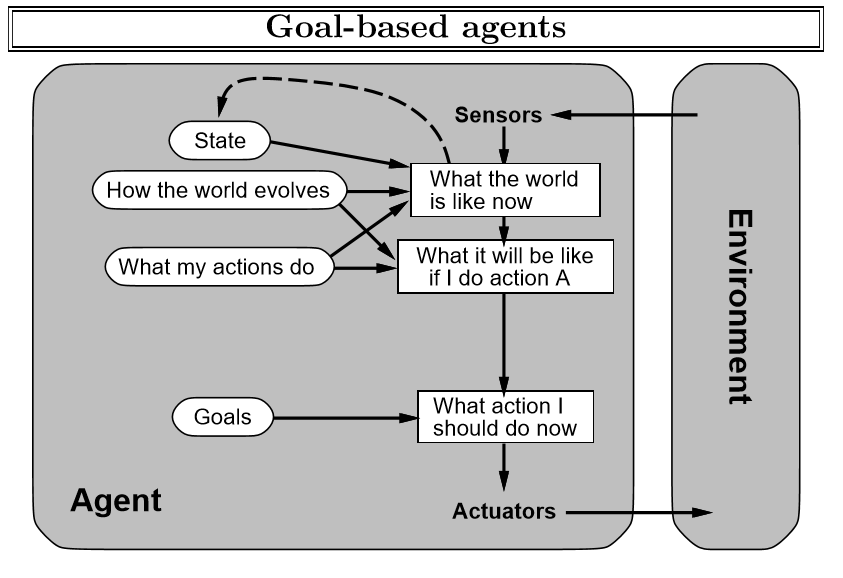 Goal-based agents
Sensors
State
What the world
is like now
How the world evolves
What it will be like
if I do action A
What my actions do
Goals
What action I
should do now
Agent
Actuators
Environment